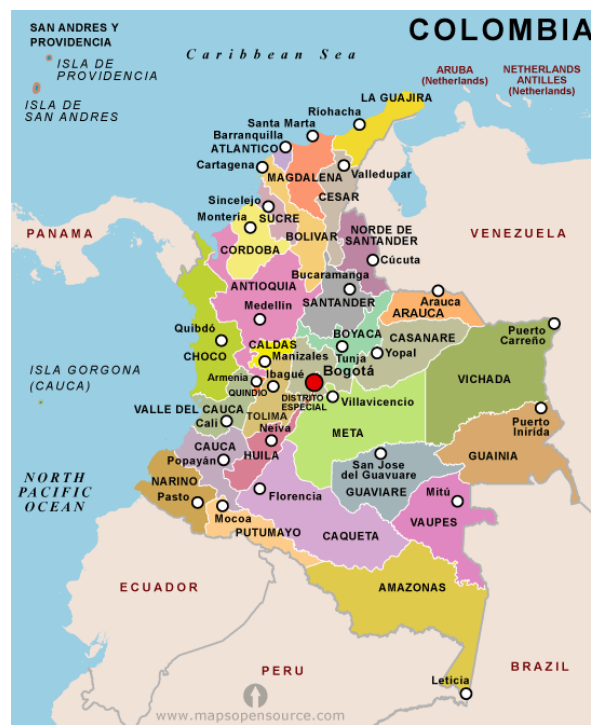 COLOMBIA
SAN ANDRES Y
PROVIDENCIA
ISLA DE
PROVIDENCIA
ISLA DE
SAN ANDRES
Caribbean Sea
ARUBA
(Netherlands)
NETHERLANDS
ANTILLES
(Netherlands)
LA GUAJIRA
Riohacha
Santa Marta
Barranquilla
ATLANTICO
Cartagena
MAGDALENA
Valledupar
CESAR
Sincelejo
SUCRE
Monteria
BOLIVAR
NORDE DE
SANTANDER
PANAMA
VENEZUELA
CORDOBA
Cúcuta
Bucaramanga
ANTIOQUIA
SANTANDER
Medellín
Arauca
ARAUCA
Puerto
Carreño
Quibdó
CHOCO
BOYACA
CASANARE
CALDAS
Manizales
Tunja
Yopal
Bogotá
ISLA GORGONA
(CAUCA)
Armenia
Ibagué
QUINDIO
DISTRITO
ESPECIAL
Villavicencio
VICHADA
VALLE DEL CAUCA
TOLIMA
Cali
Neiva
META
Puerto
Inirida
CAUCA
HUILA
Popayán
San Jose
del Guavuare
GUAINIA
NORTH
PACIFIC
OCEAN
NARINO
Pasto
Florencia
GUAVIARE
Mitú
VAUPES
Mocoa
PUTUMAYO
CAQUETA
ECUADOR
AMAZONAS
PERU
BRAZIL
Leticia
www.mapsopensource.com